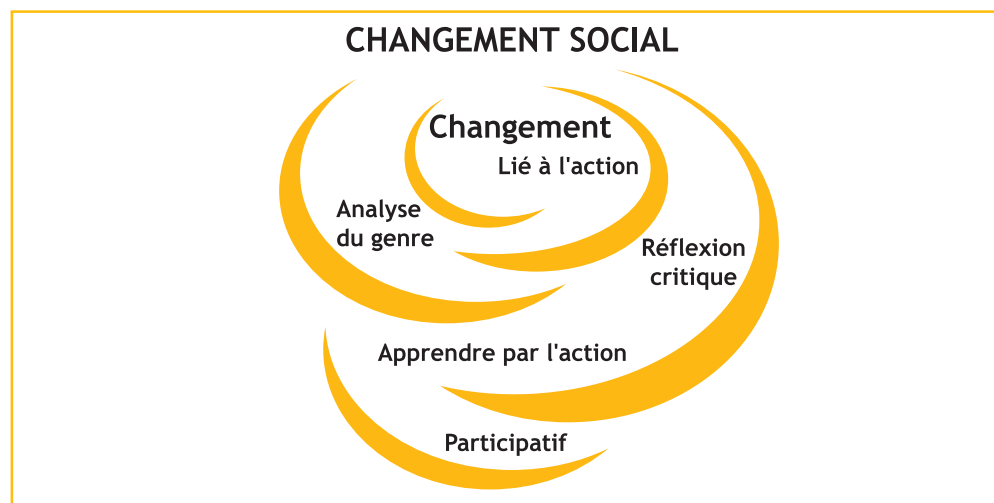 CHANGEMENT SOCIAL
Changement
Lié à l'action
Analyse
du genre
Réflexion
critique
Apprendre par l'action
Participatif